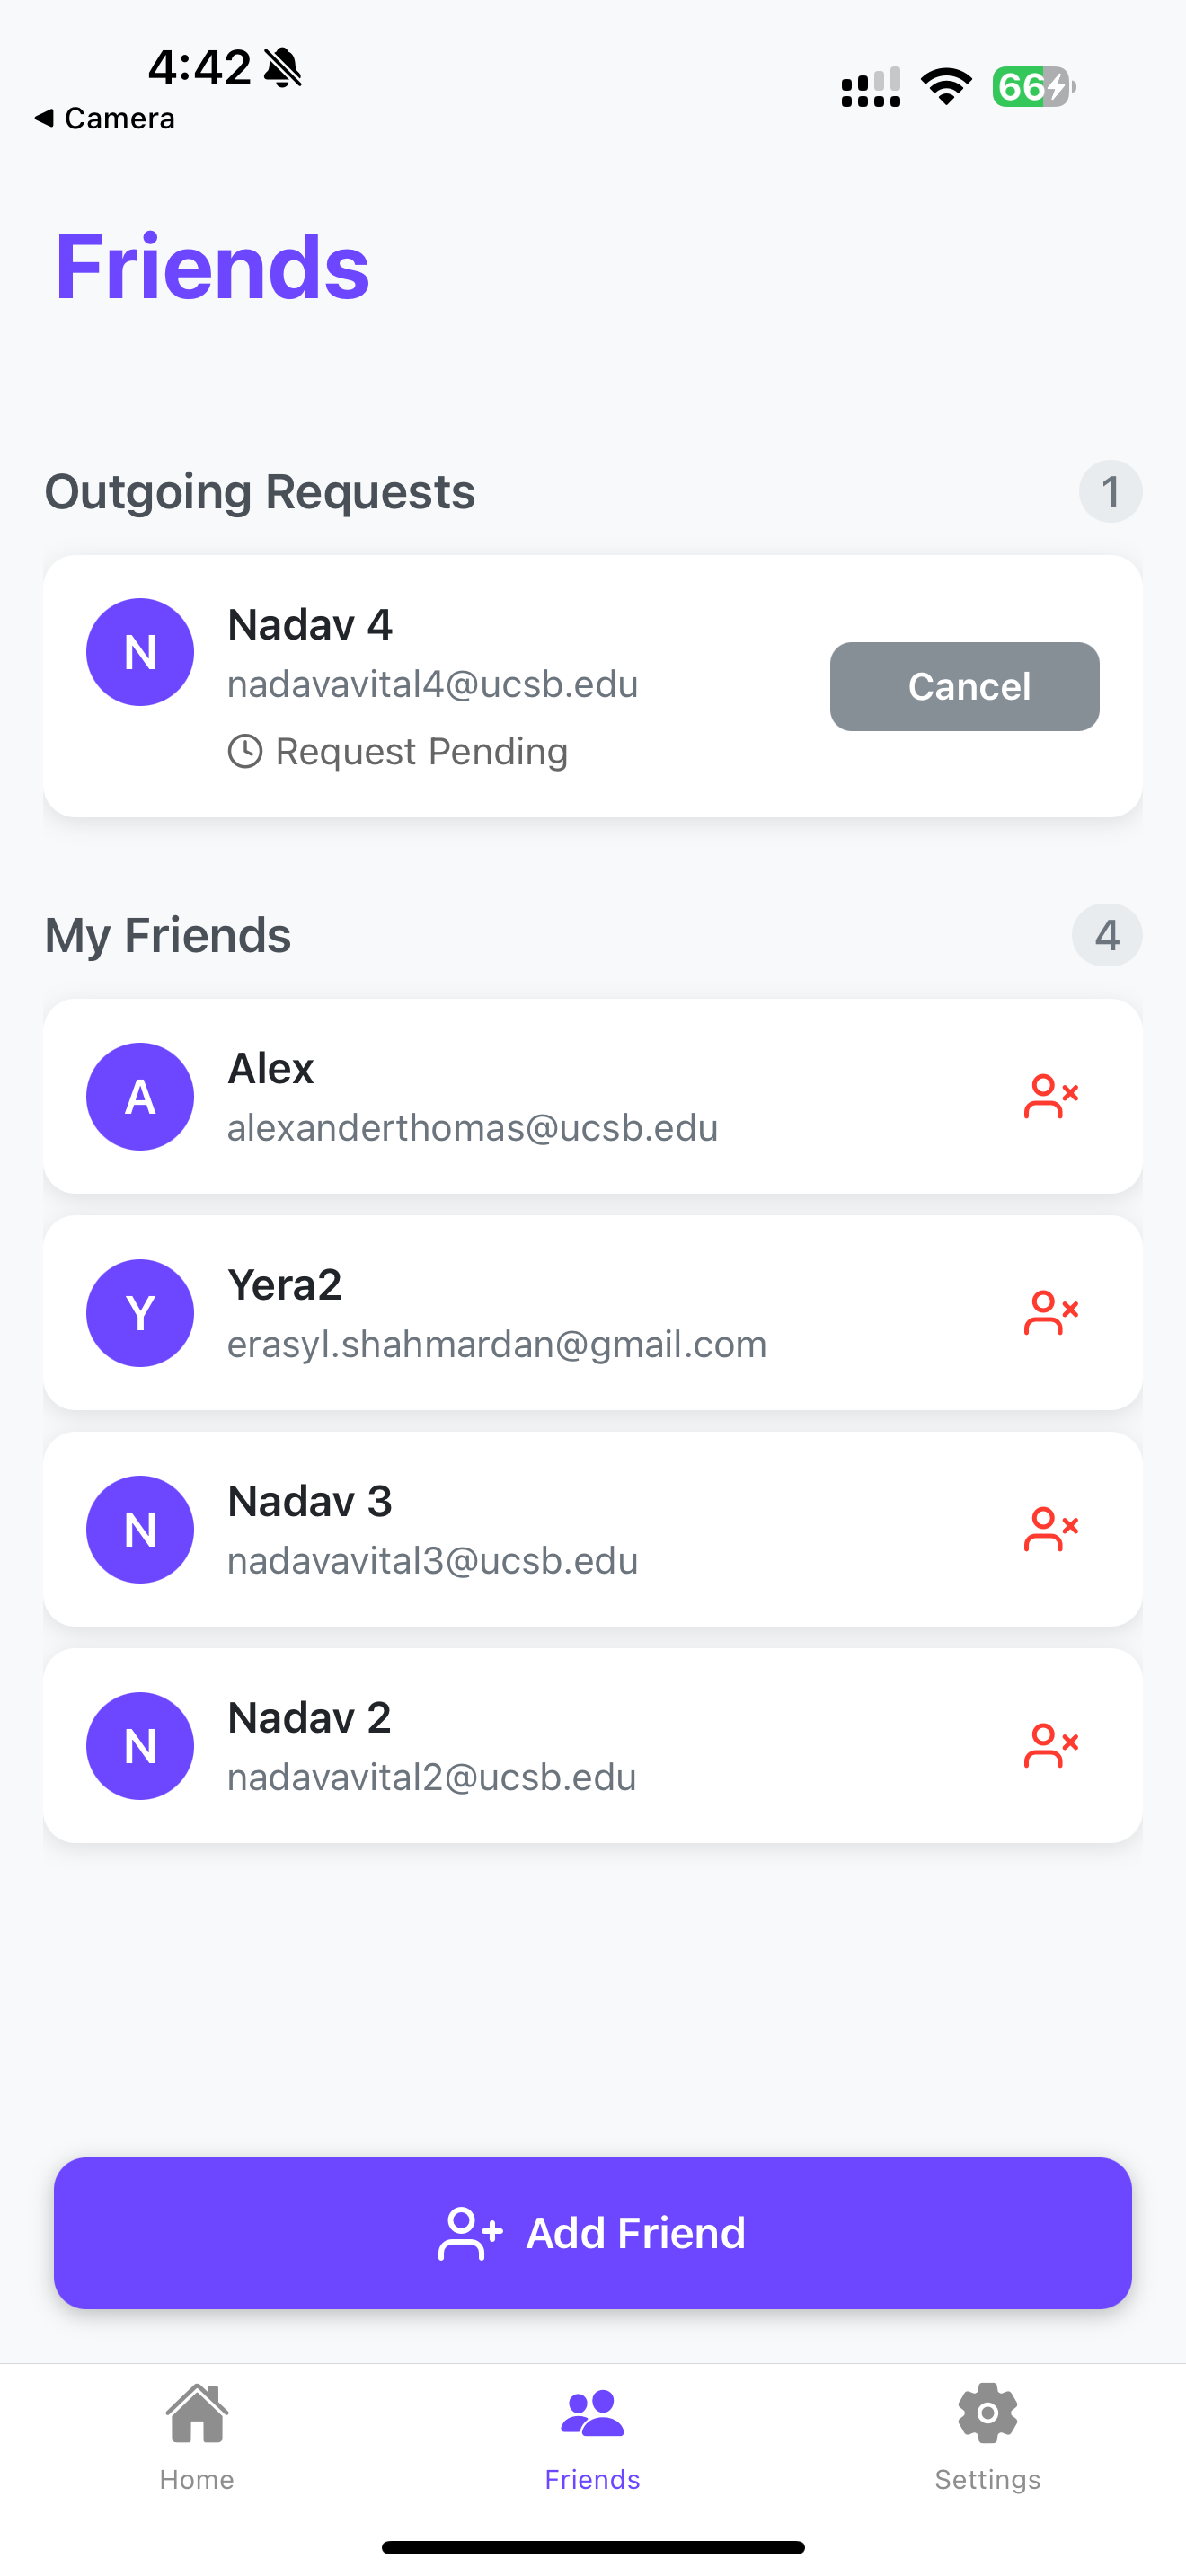 4:42
◀ Camera
66
Friends
Outgoing Requests
1
N
Nadav 4
nadavavital4@ucsb.edu
Request Pending
Cancel
My Friends
4
A
Alex
alexanderthomas@ucsb.edu
Y
Yera2
erasyl.shahmardan@gmail.com
N
Nadav 3
nadavavital3@ucsb.edu
N
Nadav 2
nadavavital2@ucsb.edu
Add Friend
Home
Friends
Settings